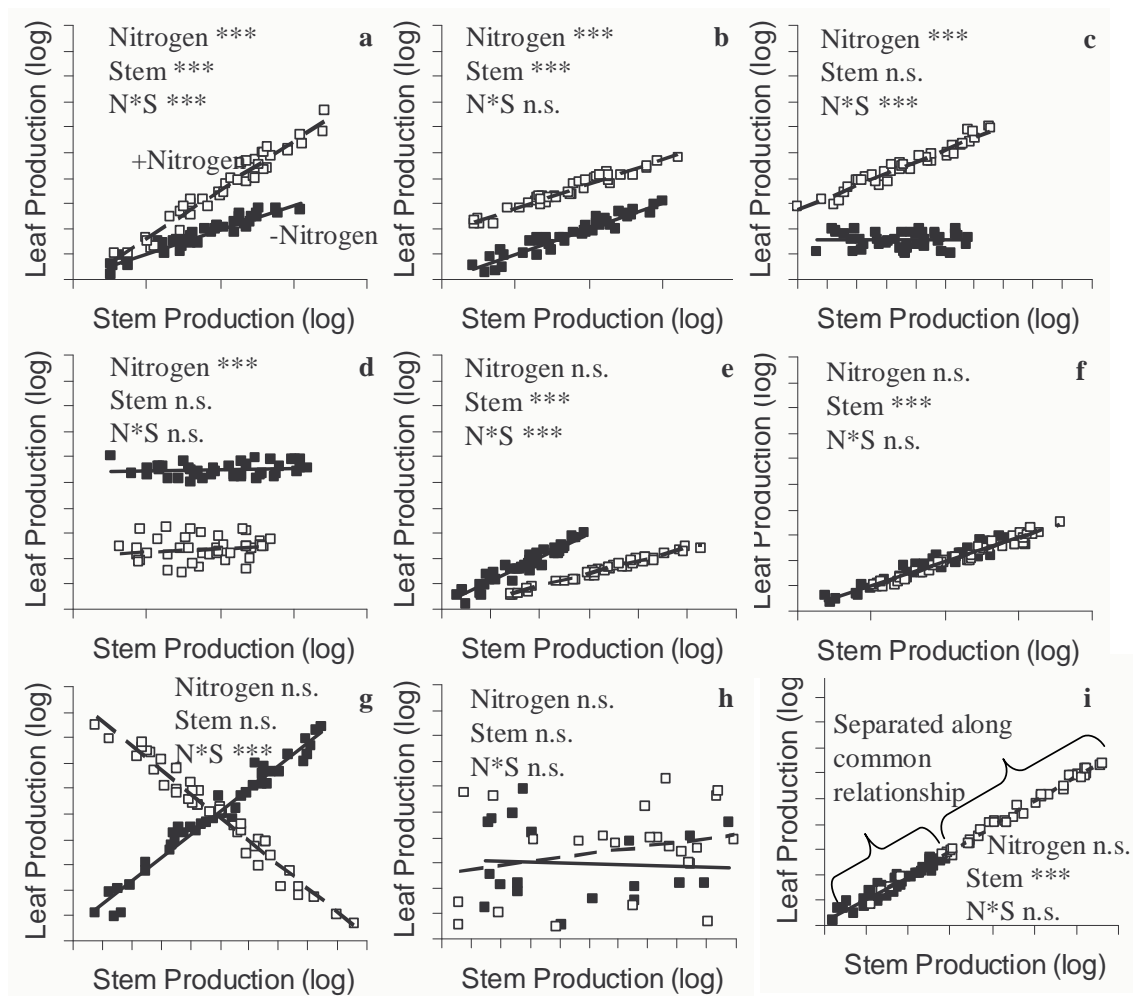 Leaf Production (log)
Nitrogen ***
Stem ***
N*S ***
a
+Nitrogen
-Nitrogen
Stem Production (log)
Leaf Production (log)
Nitrogen ***
Stem ***
N*S n.s.
b
Stem Production (log)
Leaf Production (log)
Nitrogen ***
Stem n.s.
N*S ***
c
Stem Production (log)
Leaf Production (log)
Nitrogen ***
Stem n.s.
N*S n.s.
d
Stem Production (log)
Leaf Production (log)
Nitrogen n.s.
Stem ***
N*S ***
e
Stem Production (log)
Leaf Production (log)
Nitrogen n.s.
Stem ***
N*S n.s.
f
Stem Production (log)
Leaf Production (log)
Nitrogen n.s.
Stem n.s.
N*S ***
g
Stem Production (log)
Leaf Production (log)
Nitrogen n.s.
Stem n.s.
N*S n.s.
h
Stem Production (log)
Leaf Production (log
i
Separated along
common
relationship
Nitrogen n.s.
Stem ***
N*S n.s.
Stem Production (log)